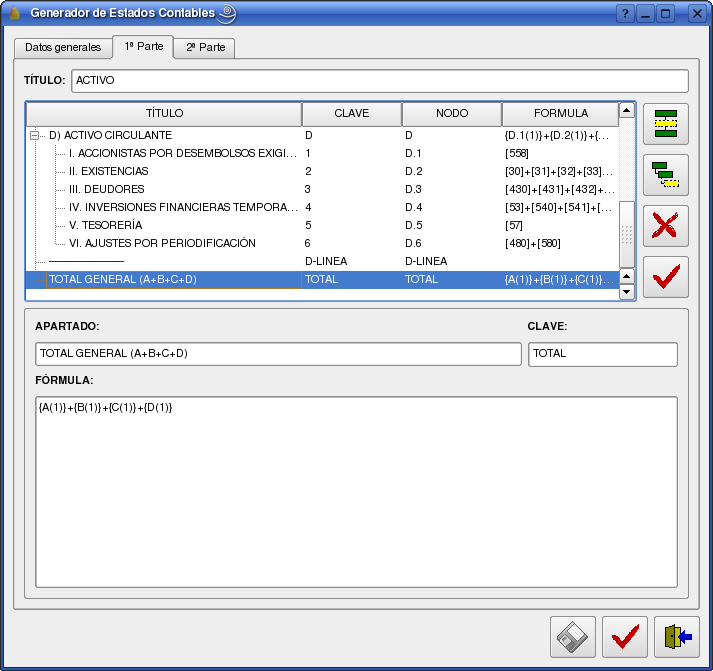 Generador de Estados Contables
Datos generales 1ª Parte 2ª Parte
TÍTULO: ACTIVO
TÍTULO CLAVE NODO FORMULA
D) ACTIVO CIRCULANTE D D {D.1(1)}+{D.2(1)}+{...
I. ACCIONISTAS POR DESEMBOLSOS EXIGI... 1 D.1 [558]
II. EXISTENCIAS 2 D.2 [30]+[31]+[32]+[33]...
III. DEUDORES 3 D.3 [430]+[431]+[432]+...
IV. INVERSIONES FINANCIERAS TEMPORA... 4 D.4 [53]+[540]+[541]+[...
V. TESORERÍA 5 D.5 [57]
VI. AJUSTES POR PERIODIFICACIÓN 6 D.6 [480]+[580]
D-LINEA D-LINEA
TOTAL GENERAL (A+B+C+D) TOTAL TOTAL {A(1)}+{B(1)}+{C(1)}...
APARTADO: CLAVE:
TOTAL GENERAL (A+B+C+D) TOTAL
FÓRMULA:
{A(1)}+{B(1)}+{C(1)}+{D(1)}